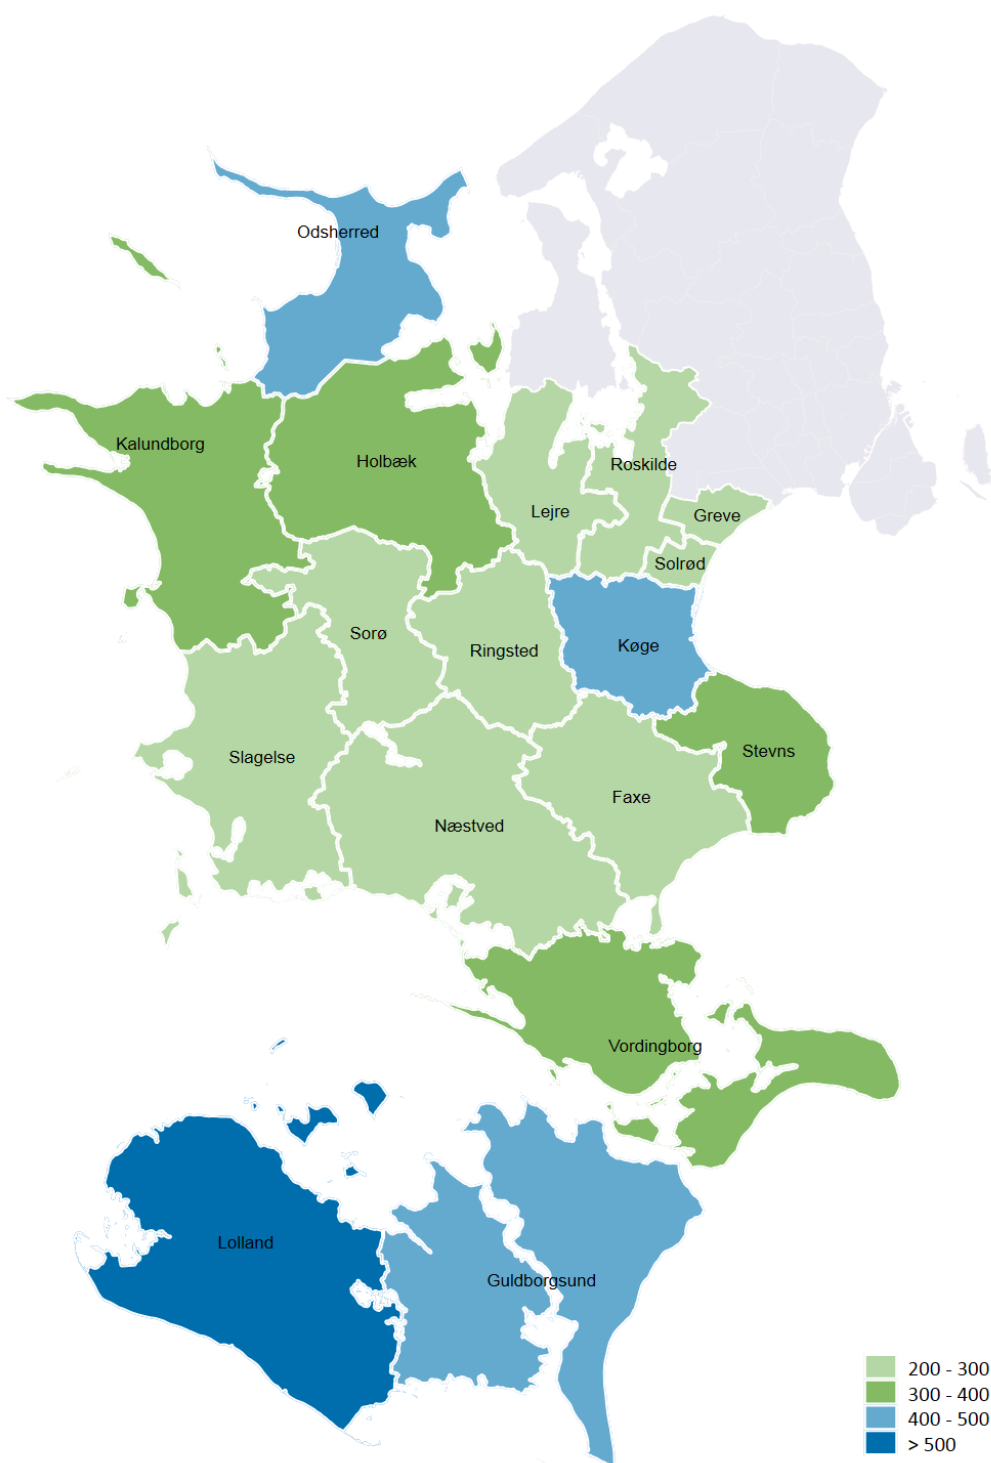 Odsherred
Kalundborg
Holbæk
Roskilde
Lejre
Greve
Solrød
Sorø
Ringsted
Køge
Slagelse
Stevns
Faxe
Næstved
Vordingborg
Lolland
Guldborgsund
200 - 300
300 - 400
400 - 500
> 500